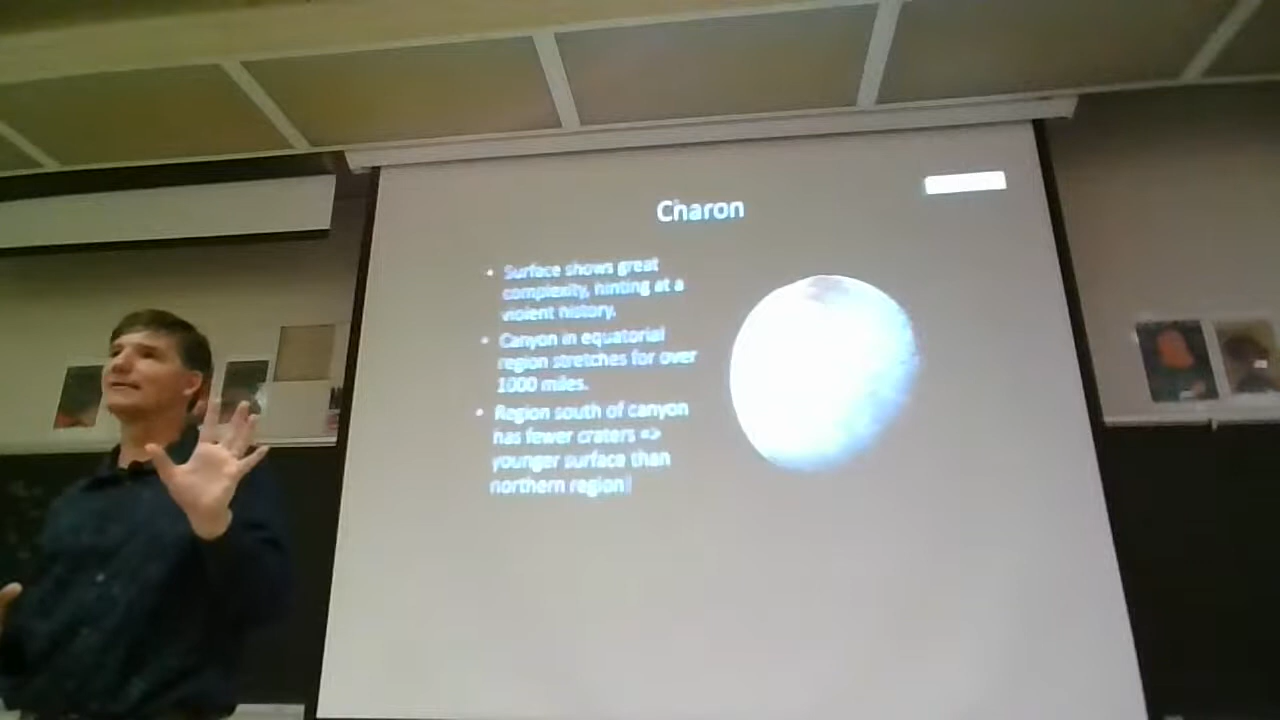 Charon
• Surface shows great
complexity, hinting at a
violent history.
• Canyon in equatorial
region stretches for over
1000 miles.
• Region south of canyon
has fewer craters =>
younger surface than
northern region!